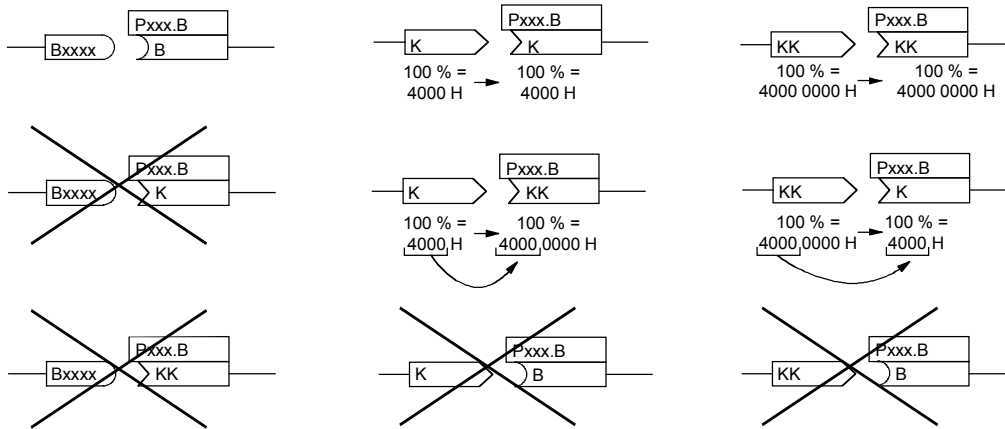 Pxxx.B
Bxxxx B
Pxxx.B
K K
100 % = 100 % =
4000 H 4000 H
Pxxx.B
KK KK
100 % = 100 % =
4000 0000 H 4000 0000 H
Pxxx.B
Bxxxx K
Pxxx.B
K KK
100 % = 100 % =
4000 H 4000 0000 H
Pxxx.B
KK K
100 % = 100 % =
4000 0000 H 4000 H
Pxxx.B
Bxxxx KK
Pxxx.B
K B
Pxxx.B
KK B